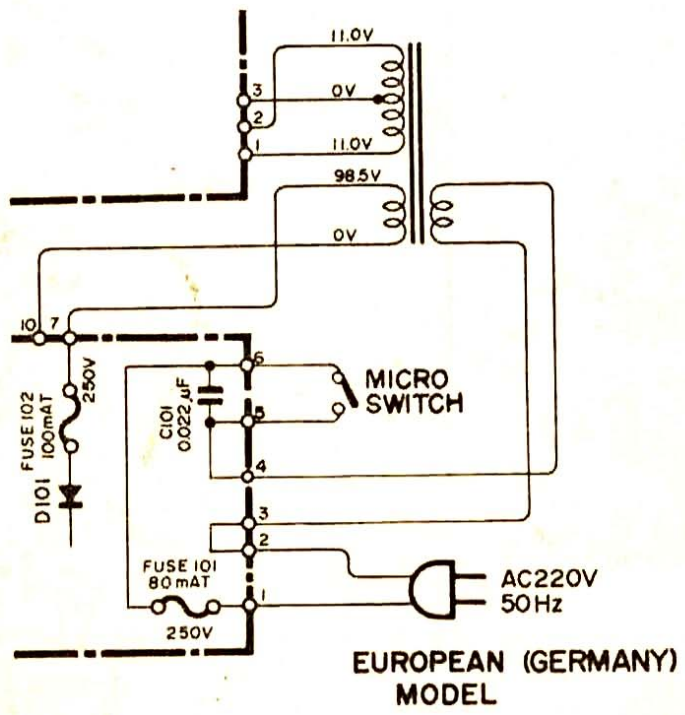 11.0V
3
0V
2
1
11.0V
98.5V
0V
10
7
6
250V
FUSE 102
100mAT
D101
C101
0.022µF
MICRO
SWITCH
5
4
3
2
FUSE 101
80mAT
1
250V
AC220V
50Hz
EUROPEAN (GERMANY)
MODEL